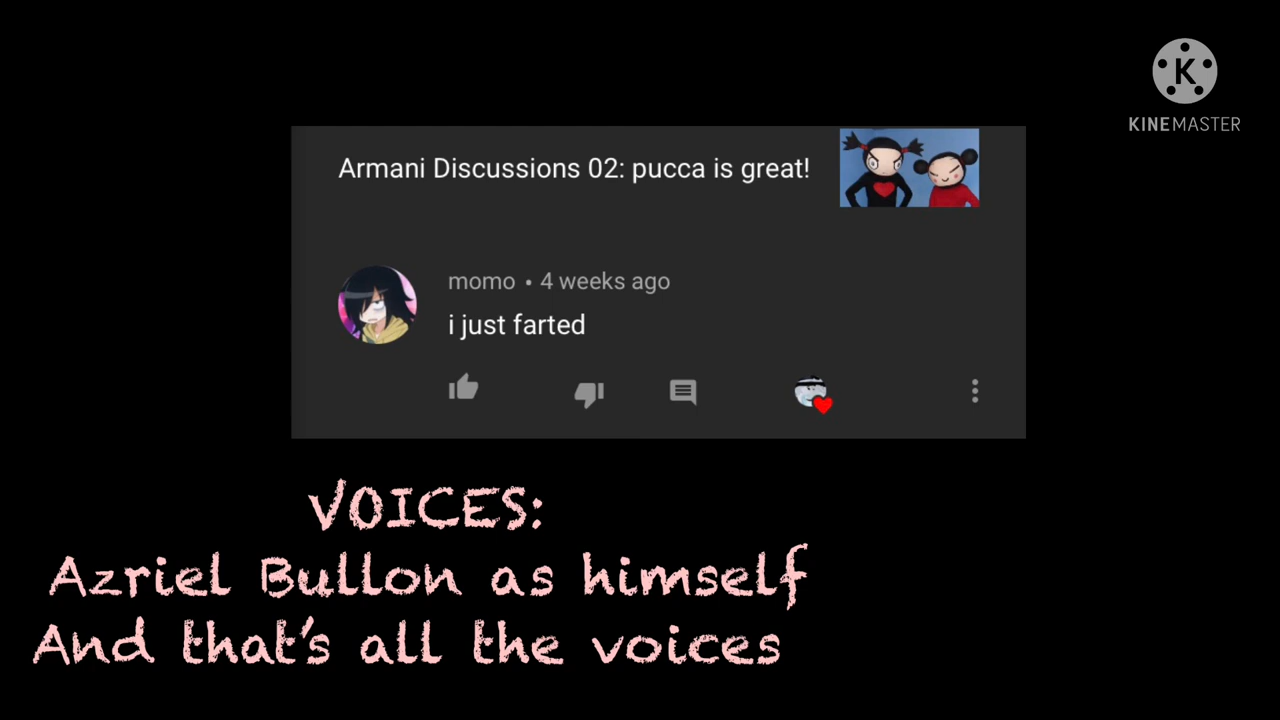 K
KINEMASTER
Armani Discussions 02: pucca is great!
momo • 4 weeks ago
i just farted
VOICES:
Azriel Bullon as himself
And that's all the voices